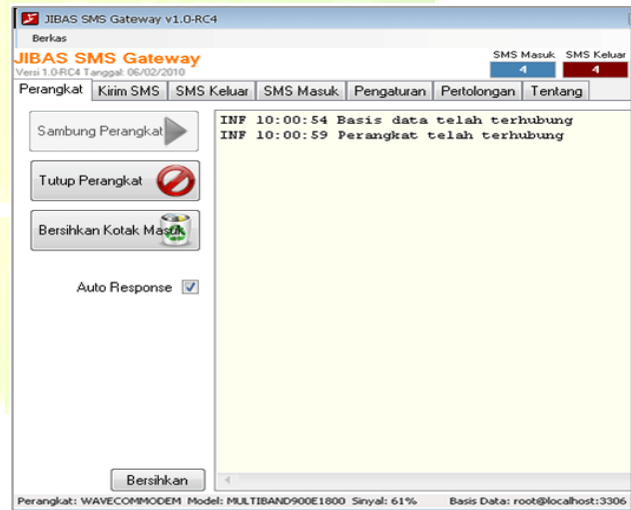 JIBAS SMS Gateway v1.0-RC4
Berkas
JIBAS SMS Gateway
Versi 1.0-RC4 Tanggal: 06/02/2010
SMS Masuk SMS Keluar
4 4
Perangkat Kirim SMS SMS Keluar SMS Masuk Pengaturan Pertolongan Tentang
Sambung Perangkat
Tutup Perangkat
Bersihkan Kotak Masuk
Auto Response
INF 10:00:54 Basis data telah terhubung
INF 10:00:59 Perangkat telah terhubung
Bersihkan
Perangkat: WAVECOMMODEM Model: MULTIBAND900E1800 Sinyal: 61% Basis Data: root@localhost:3306